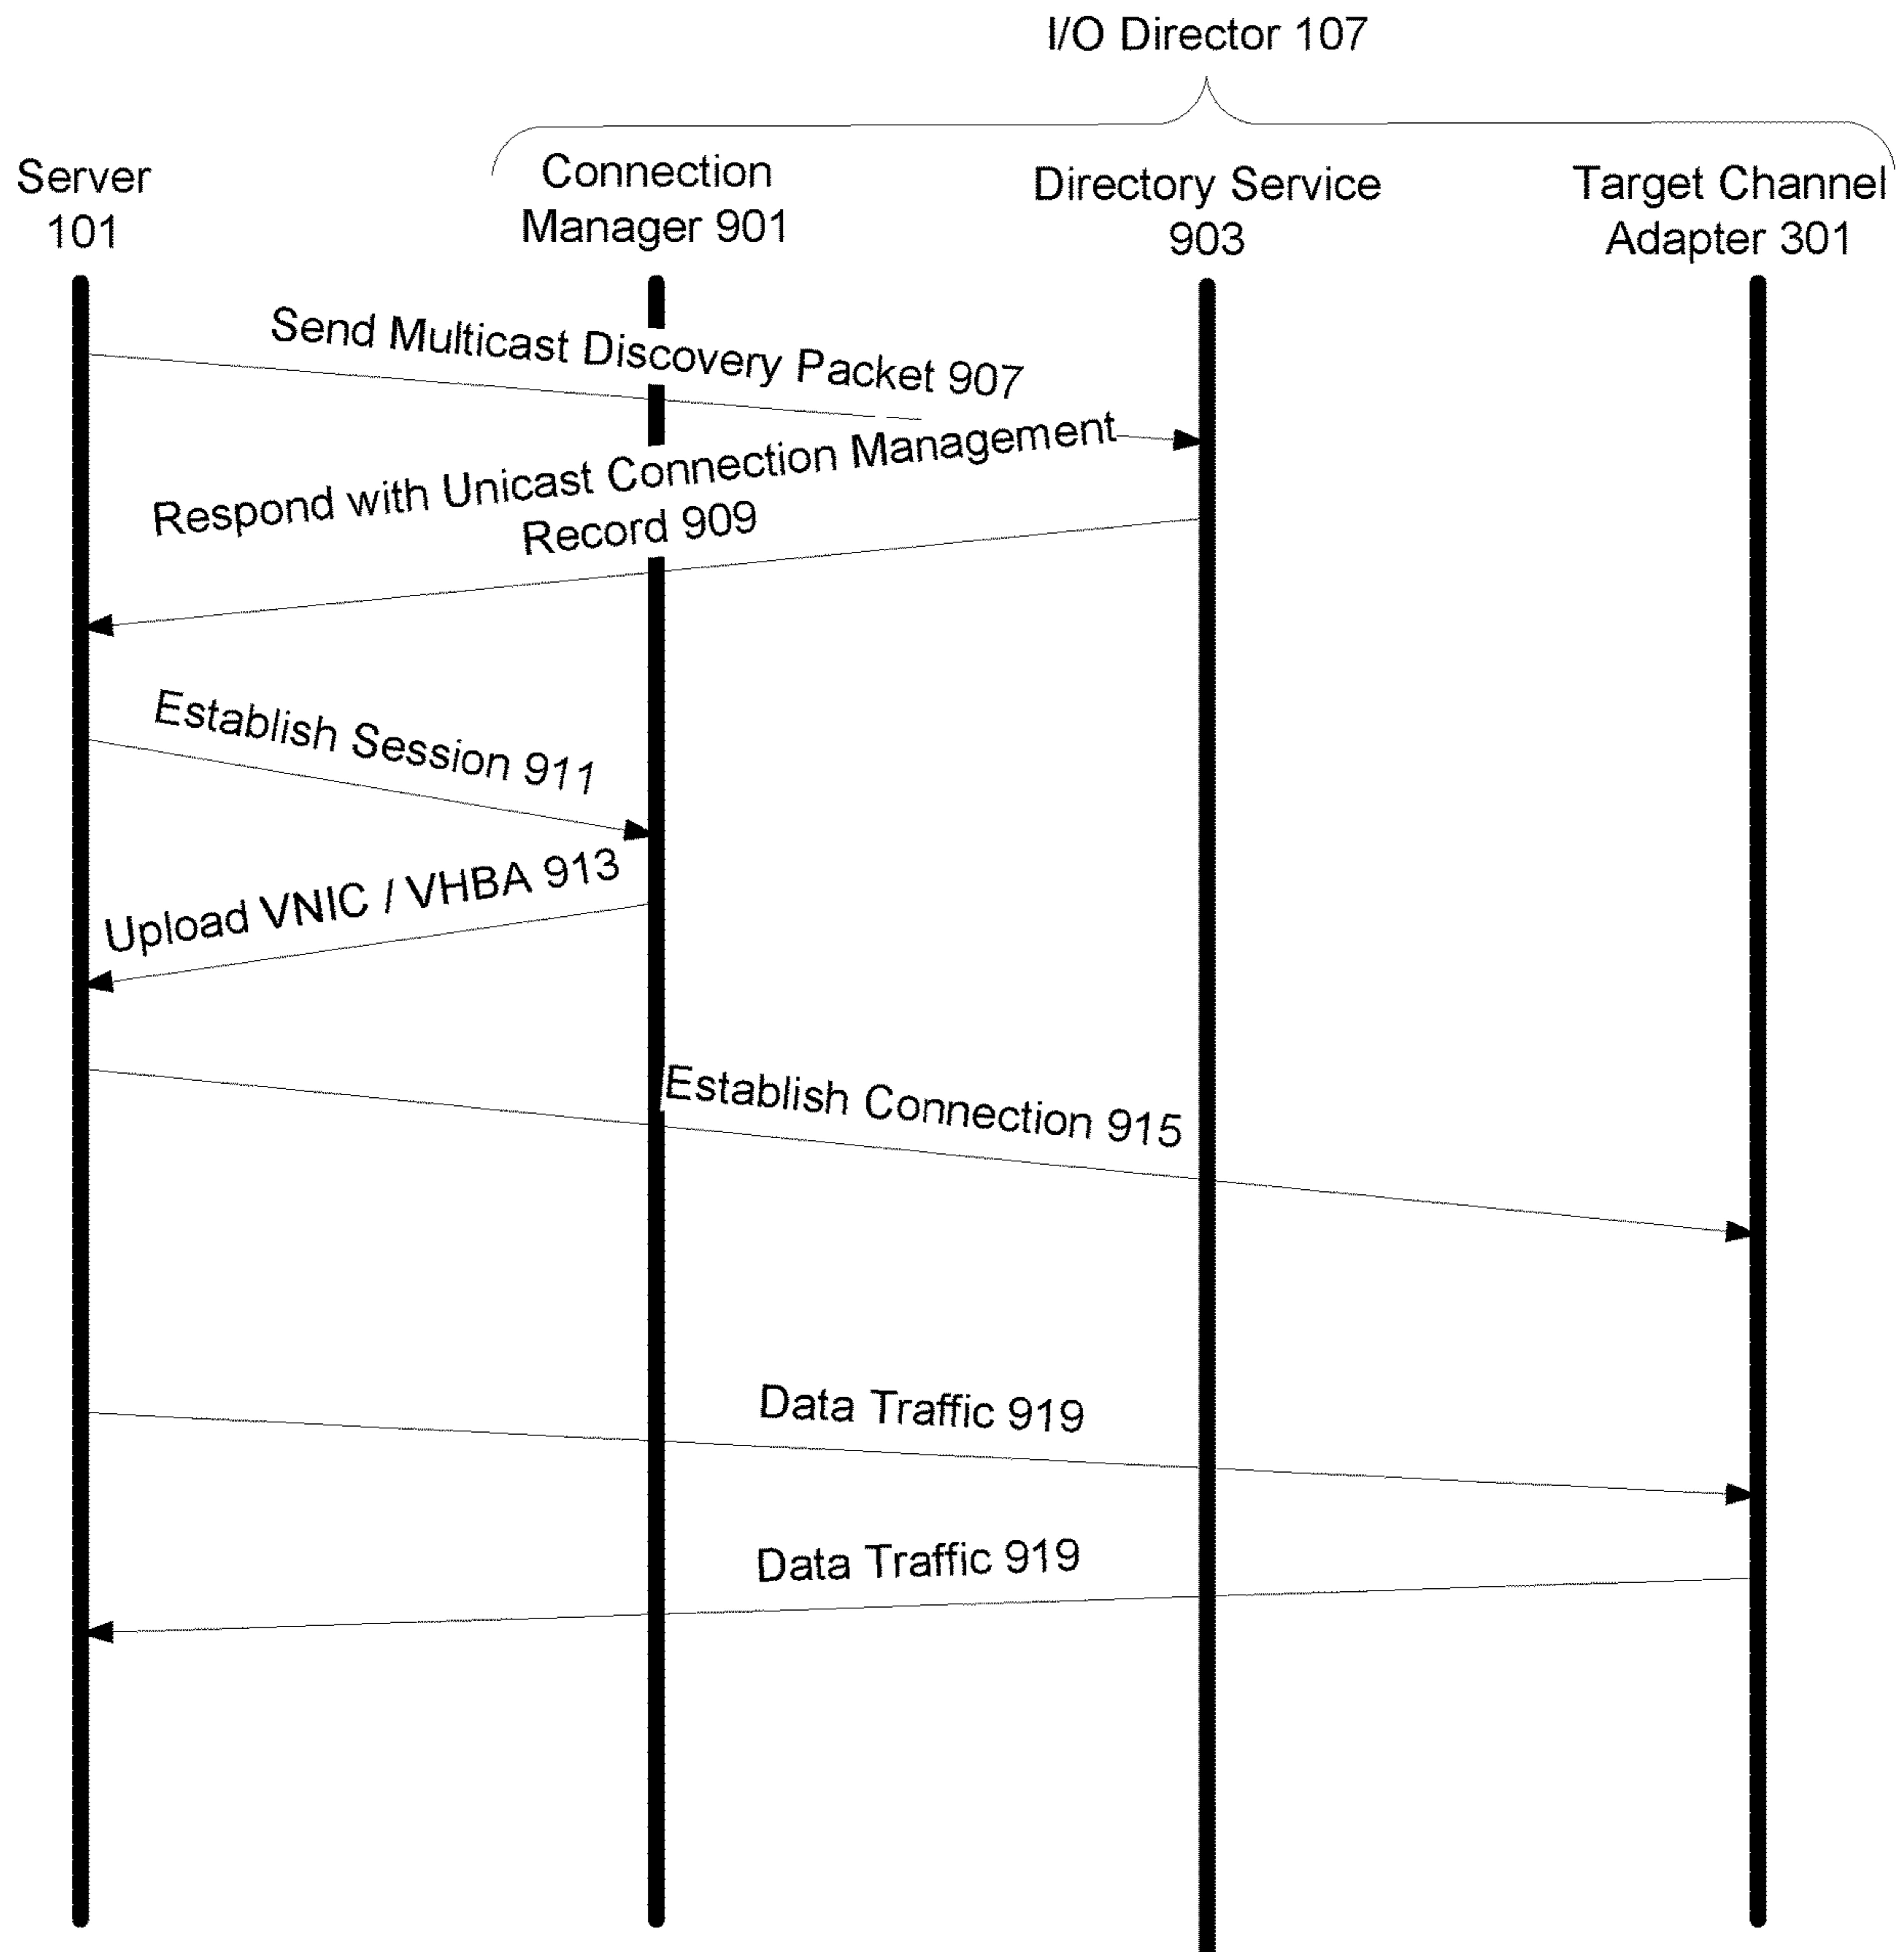 I/O Director 107
Server
101
Connection
Manager 901
Directory Service
903
Target Channel
Adapter 301
Send Multicast Discovery Packet 907
Respond with Unicast Connection Management
Record 909
Establish Session 911
Upload VNIC / VHBA 913
Establish Connection 915
Data Traffic 919
Data Traffic 919